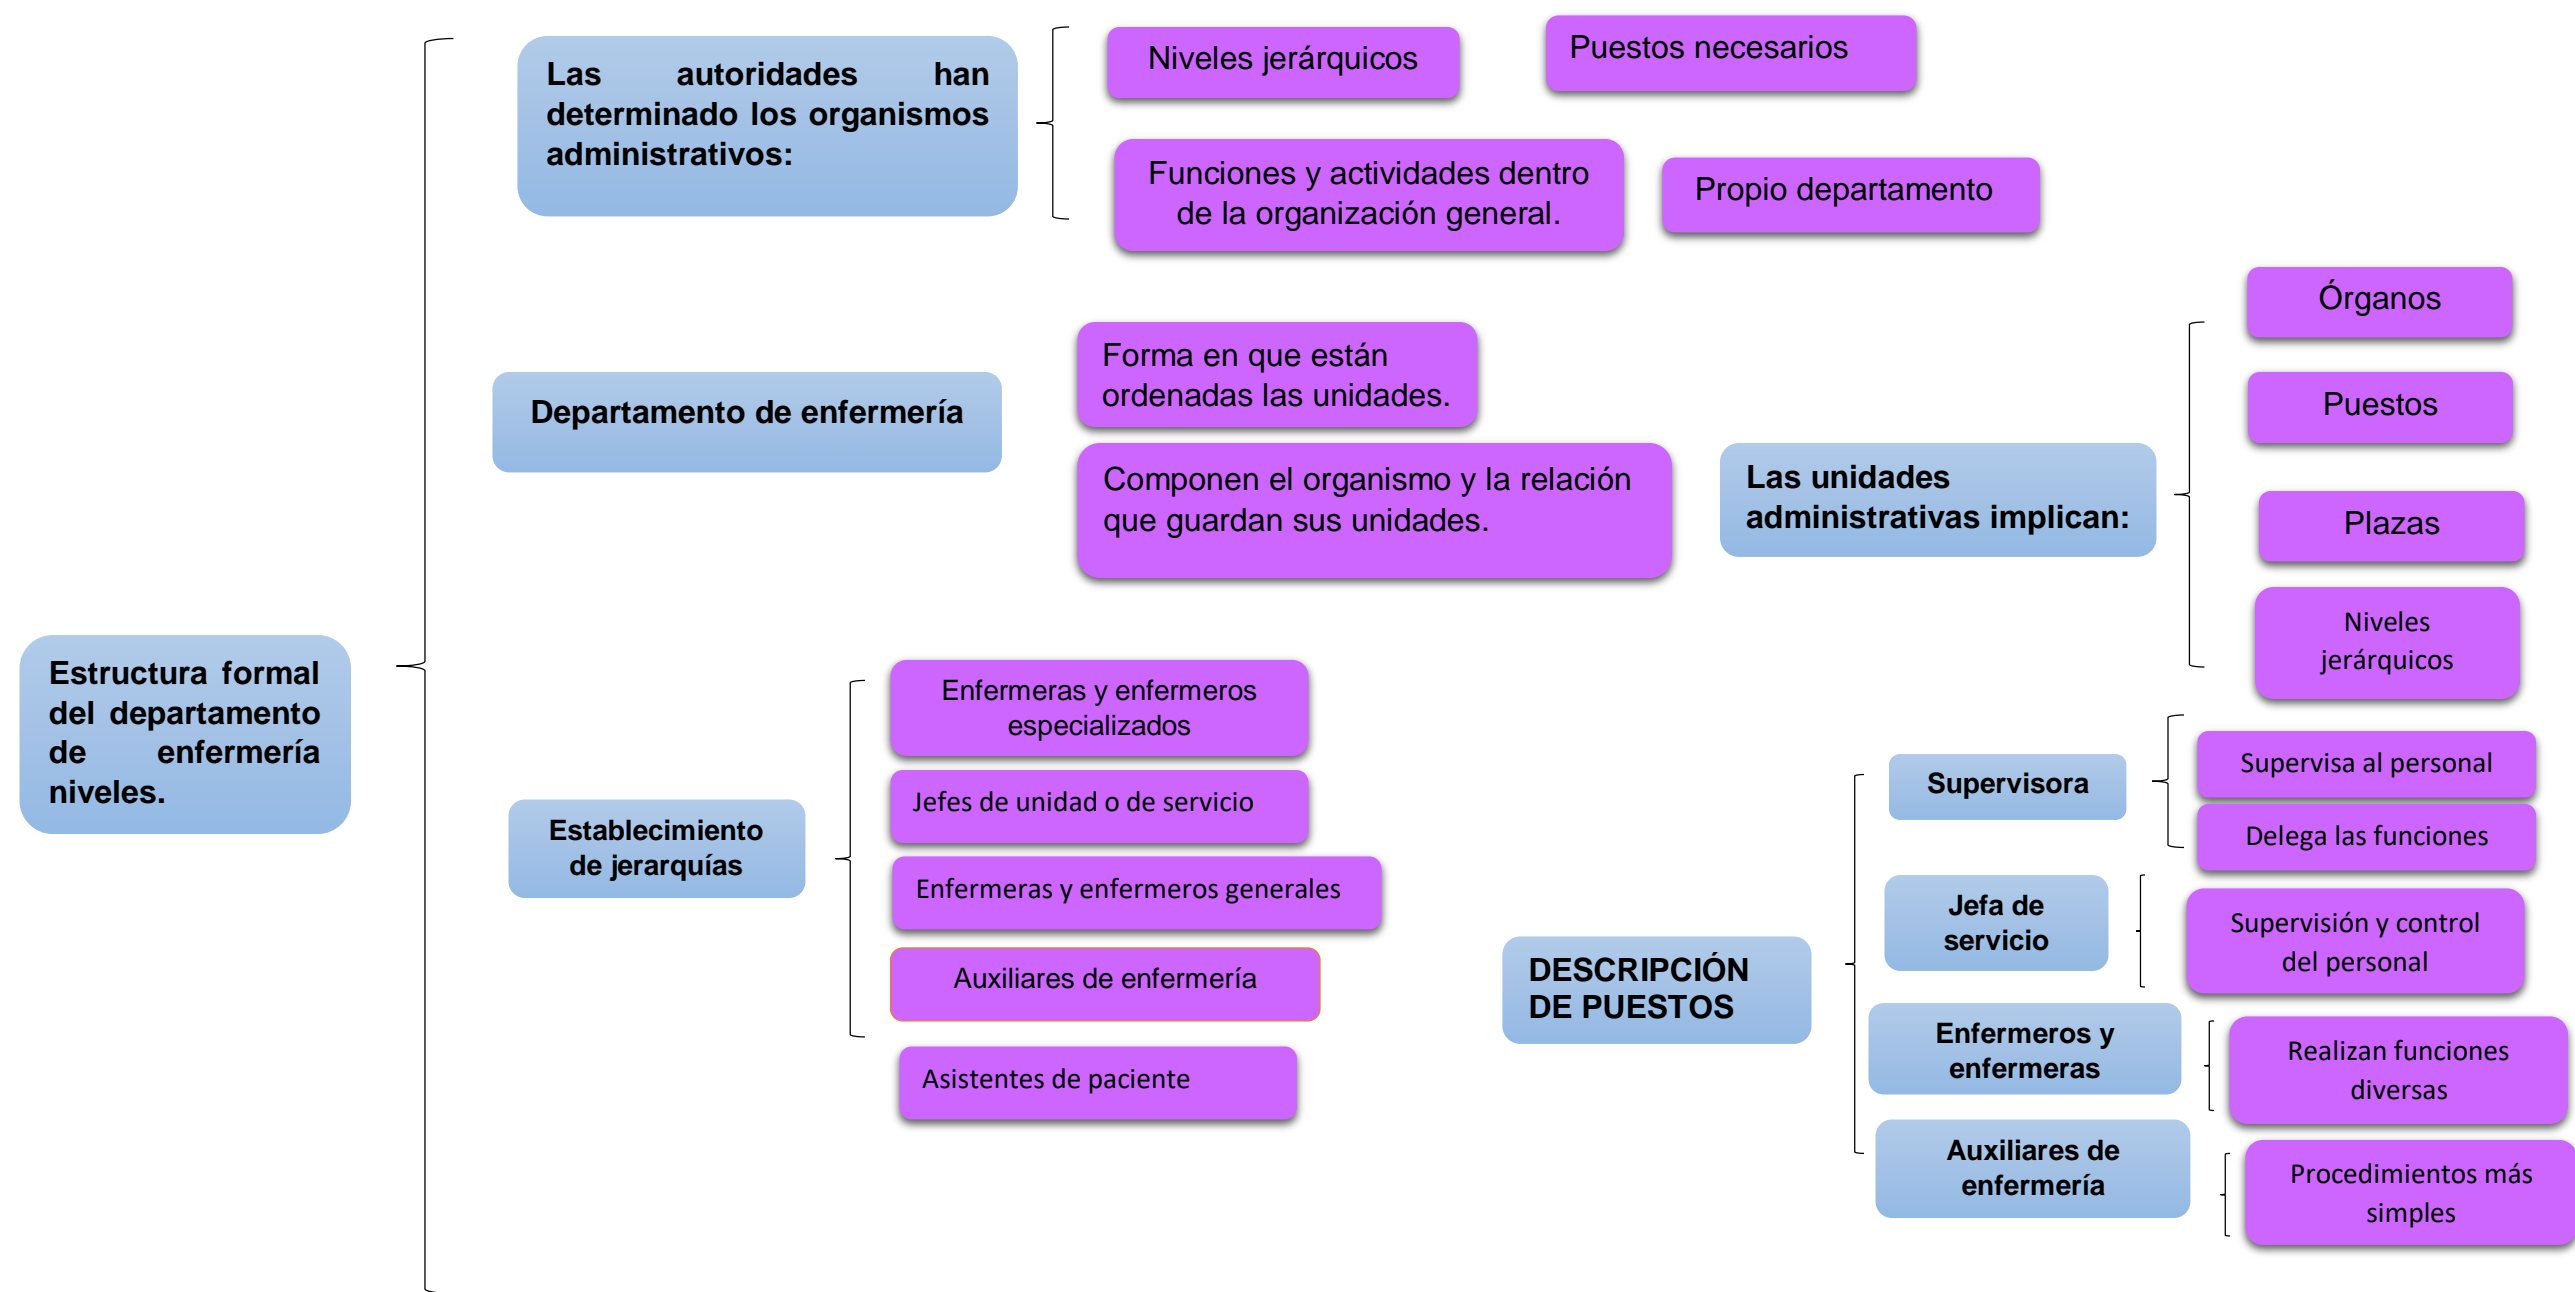 Estructura formal
del departamento
de enfermería
niveles.
Las autoridades han
determinado los organismos
administrativos:
Niveles jerárquicos
Puestos necesarios
Funciones y actividades dentro
de la organización general.
Propio departamento
Departamento de enfermería
Forma en que están
ordenadas las unidades.
Componen el organismo y la relación
que guardan sus unidades.
Las unidades
administrativas implican:
Órganos
Puestos
Plazas
Niveles
jerárquicos
Establecimiento
de jerarquías
Enfermeras y enfermeros
especializados
Jefes de unidad o de servicio
Enfermeras y enfermeros generales
Auxiliares de enfermería
Asistentes de paciente
DESCRIPCIÓN
DE PUESTOS
Supervisora
Supervisa al personal
Delega las funciones
Jefa de
servicio
Supervisión y control
del personal
Enfermeros y
enfermeras
Realizan funciones
diversas
Auxiliares de
enfermería
Procedimientos más
simples